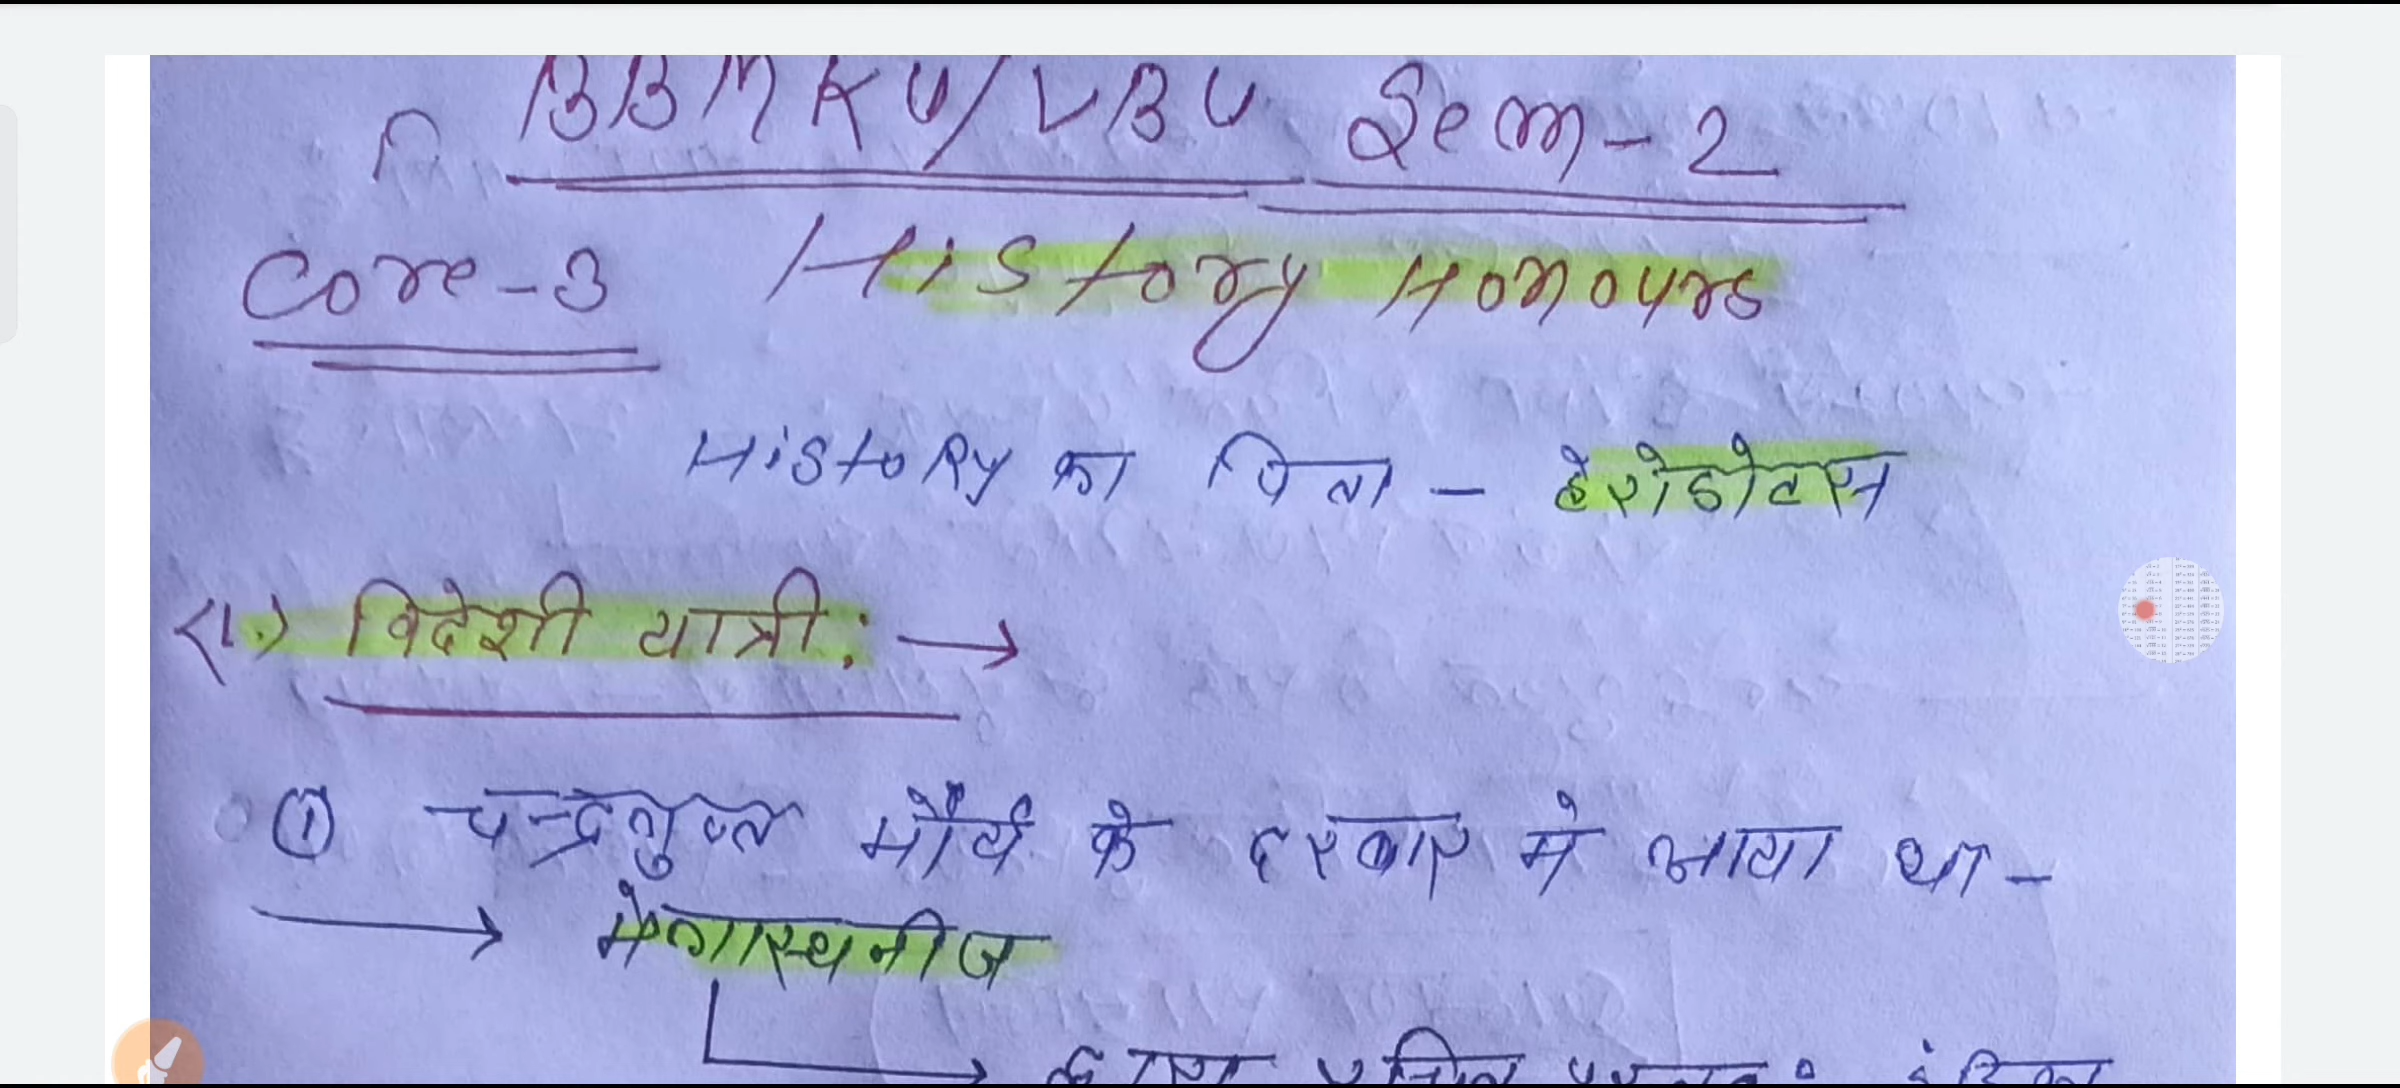 BBMKU/VBU Sem-2
Core-3 History Honours
History का पिता - हेरोडोटस
(1.) विदेशी यात्री: →
① चन्द्रगुप्त मौर्य के दरबार में आया था -
→ मेगास्थनीज